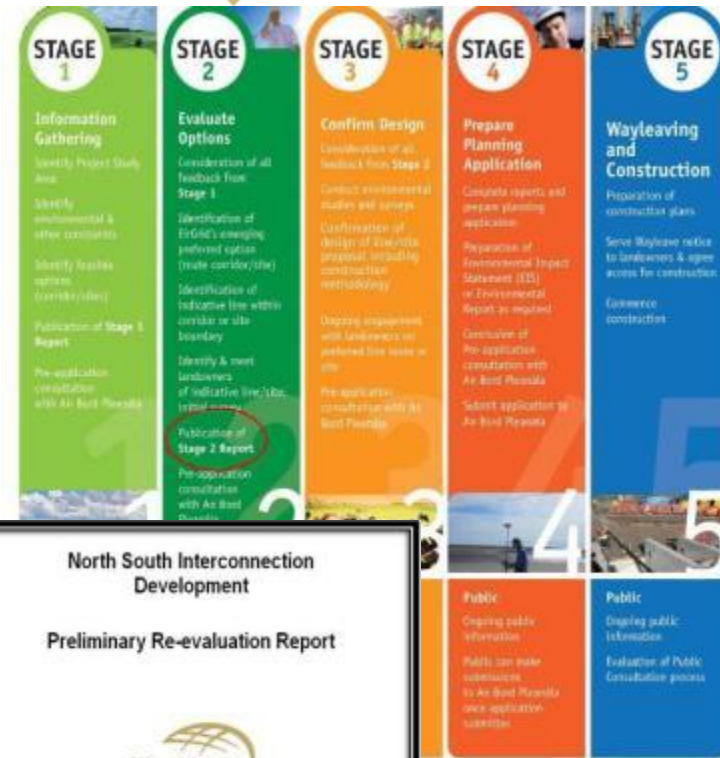 STAGE
1
Information
Gathering
Identify Project Study
Area
Identify
environmental &
other constraints
Identify feasible
options
(corridor/sites)
Publication of Stage 1
Report
Pre-application
consultation
with An Bord Pleanála
STAGE
2
Evaluate
Options
Consideration of all
feedback from
Stage 1
Identification of
EirGrid's emerging
preferred option
(route corridor/site)
Identification of
indicative line within
corridor or site
boundary
Identify & meet
landowners
of indicative line/site,
initial
Publication of
Stage 2 Report
Pre-application
consultation
with An Bord
2
STAGE
3
Confirm Design
Consideration of all
feedback from Stage 2
Conduct environmental
studies and surveys
Confirmation of
design of line/site
proposal, including
construction
methodology
Ongoing engagement
with landowners on
preferred line route or
site
Pre-application
consultation with An
Bord Pleanála
3
STAGE
4
Prepare
Planning
Application
Complete reports and
prepare planning
application
Preparation of
Environmental Impact
Statement (EIS)
or Environmental
Report as required
Conclusion of
Pre-application
consultation with
An Bord Pleanála
Submit application to
An Bord Pleanála
4
Public
Ongoing public
information
Public can make
submissions
to An Bord Pleanála
once application
submitted
STAGE
5
Wayleaving
and
Construction
Preparation of
construction plans
Serve Wayleave notice
to landowners & agree
access for construction
Commence
construction
5
Public
Ongoing public
information
Evaluation of Public
Consultation process
North South Interconnection
Development
Preliminary Re-evaluation Report